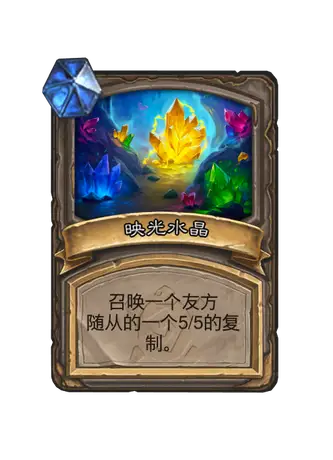 映光水晶
召唤一个友方
随从的一个5/5的复
制。